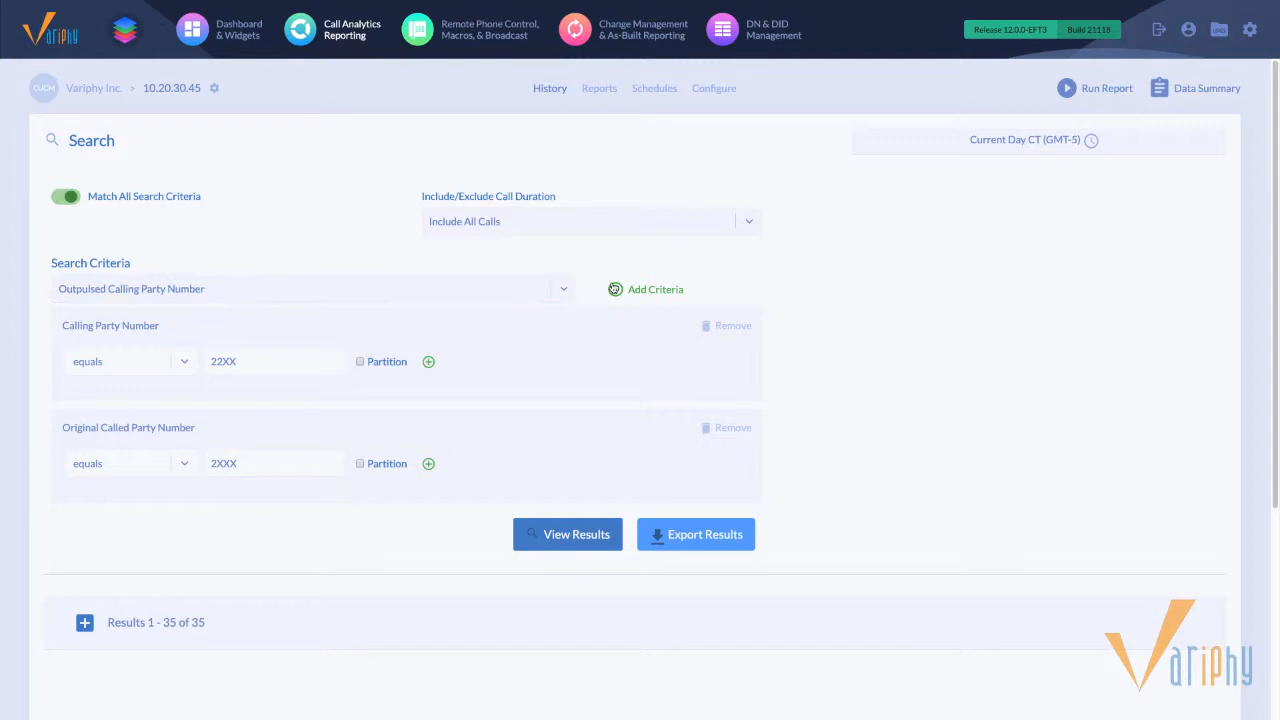 Variphy
Dashboard
& Widgets
Call Analytics
Reporting
Remote Phone Control,
Macros, & Broadcast
Change Management
& As-Built Reporting
DN & DID
Management
Release 12.0.0-EFT3 Build 21118
CUCM Variphy Inc. > 10.20.30.45
History Reports Schedules Configure
Run Report Data Summary
Search
Current Day CT (GMT-5)
Match All Search Criteria
Include/Exclude Call Duration
Include All Calls
Search Criteria
Outpulsed Calling Party Number
Add Criteria
Calling Party Number
Remove
equals 22XX Partition
Original Called Party Number
Remove
equals 2XXX Partition
View Results Export Results
Results 1 - 35 of 35
Variphy